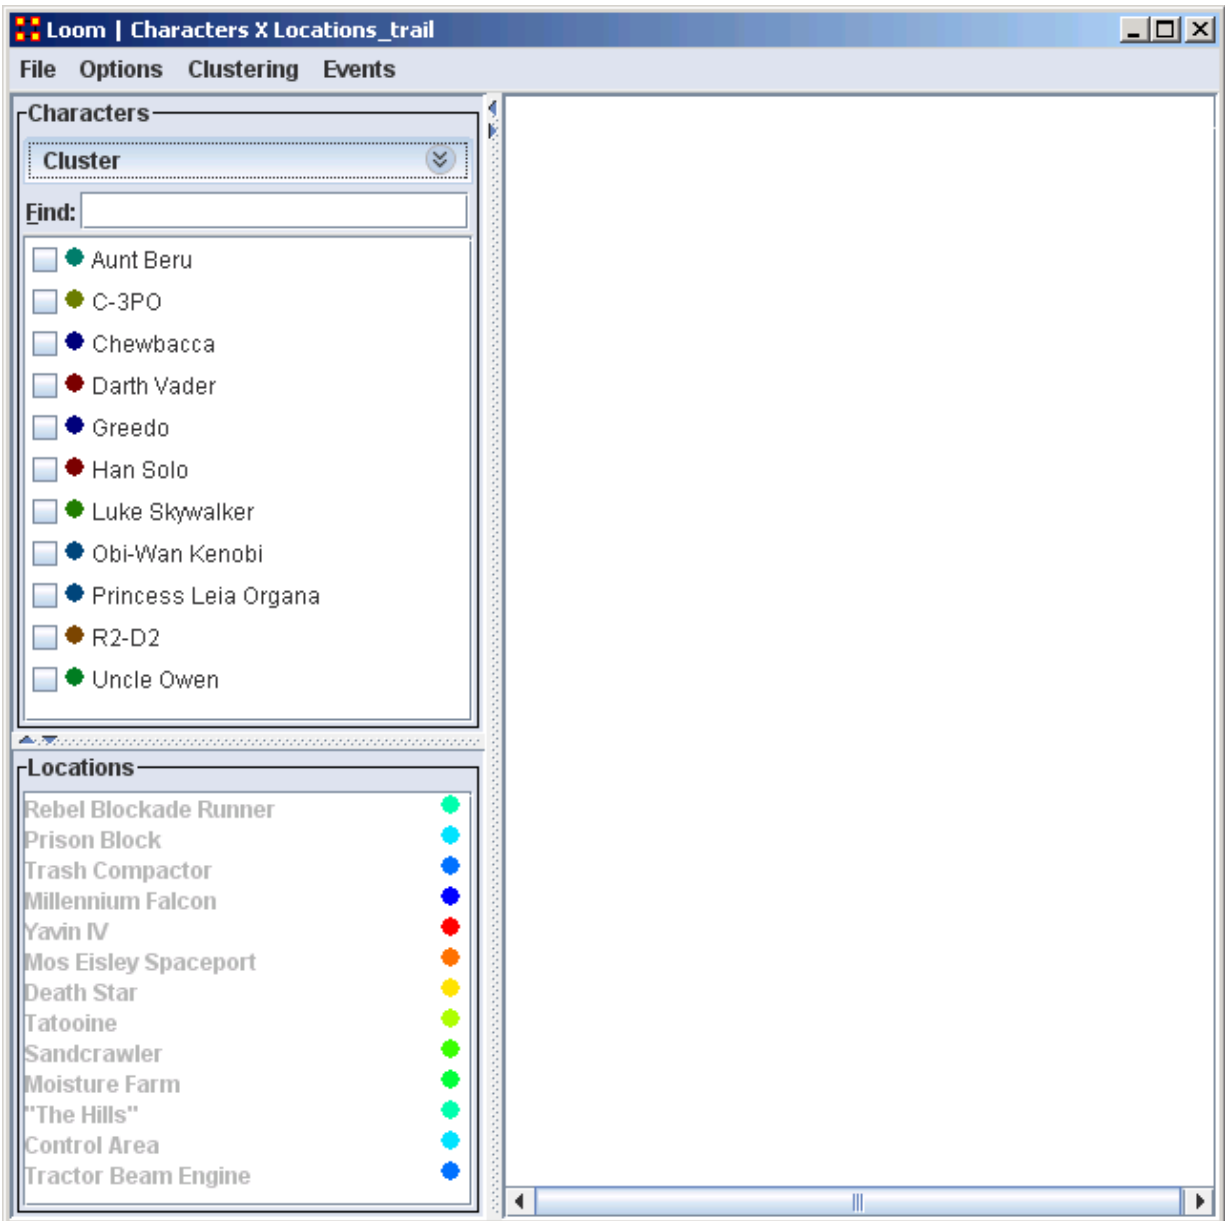 Loom | Characters X Locations_trail
File Options Clustering Events
Characters
Cluster
Find:
Aunt Beru
C-3PO
Chewbacca
Darth Vader
Greedo
Han Solo
Luke Skywalker
Obi-Wan Kenobi
Princess Leia Organa
R2-D2
Uncle Owen
Locations
Rebel Blockade Runner
Prison Block
Trash Compactor
Millennium Falcon
Yavin IV
Mos Eisley Spaceport
Death Star
Tatooine
Sandcrawler
Moisture Farm
"The Hills"
Control Area
Tractor Beam Engine